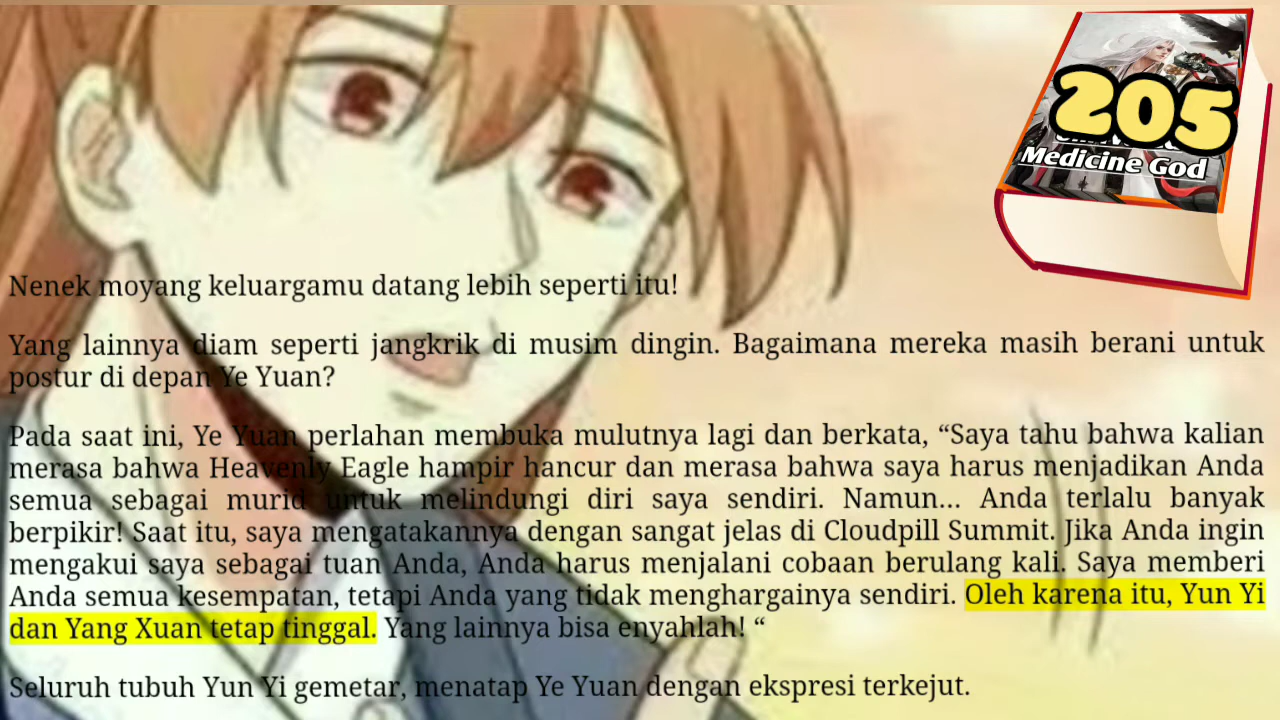 205
Medicine God
Nenek moyang keluargamu datang lebih seperti itu!
Yang lainnya diam seperti jangkrik di musim dingin. Bagaimana mereka masih berani untuk
postur di depan Ye Yuan?
Pada saat ini, Ye Yuan perlahan membuka mulutnya lagi dan berkata, “Saya tahu bahwa kalian
merasa bahwa Heavenly Eagle hampir hancur dan merasa bahwa saya harus menjadikan Anda
semua sebagai murid untuk melindungi diri saya sendiri. Namun... Anda terlalu banyak
berpikir! Saat itu, saya mengatakannya dengan sangat jelas di Cloudpill Summit. Jika Anda ingin
mengakui saya sebagai tuan Anda, Anda harus menjalani cobaan berulang kali. Saya memberi
Anda semua kesempatan, tetapi Anda yang tidak menghargainya sendiri. Oleh karena itu, Yun Yi
dan Yang Xuan tetap tinggal. Yang lainnya bisa enyahlah! “
Seluruh tubuh Yun Yi gemetar, menatap Ye Yuan dengan ekspresi terkejut.